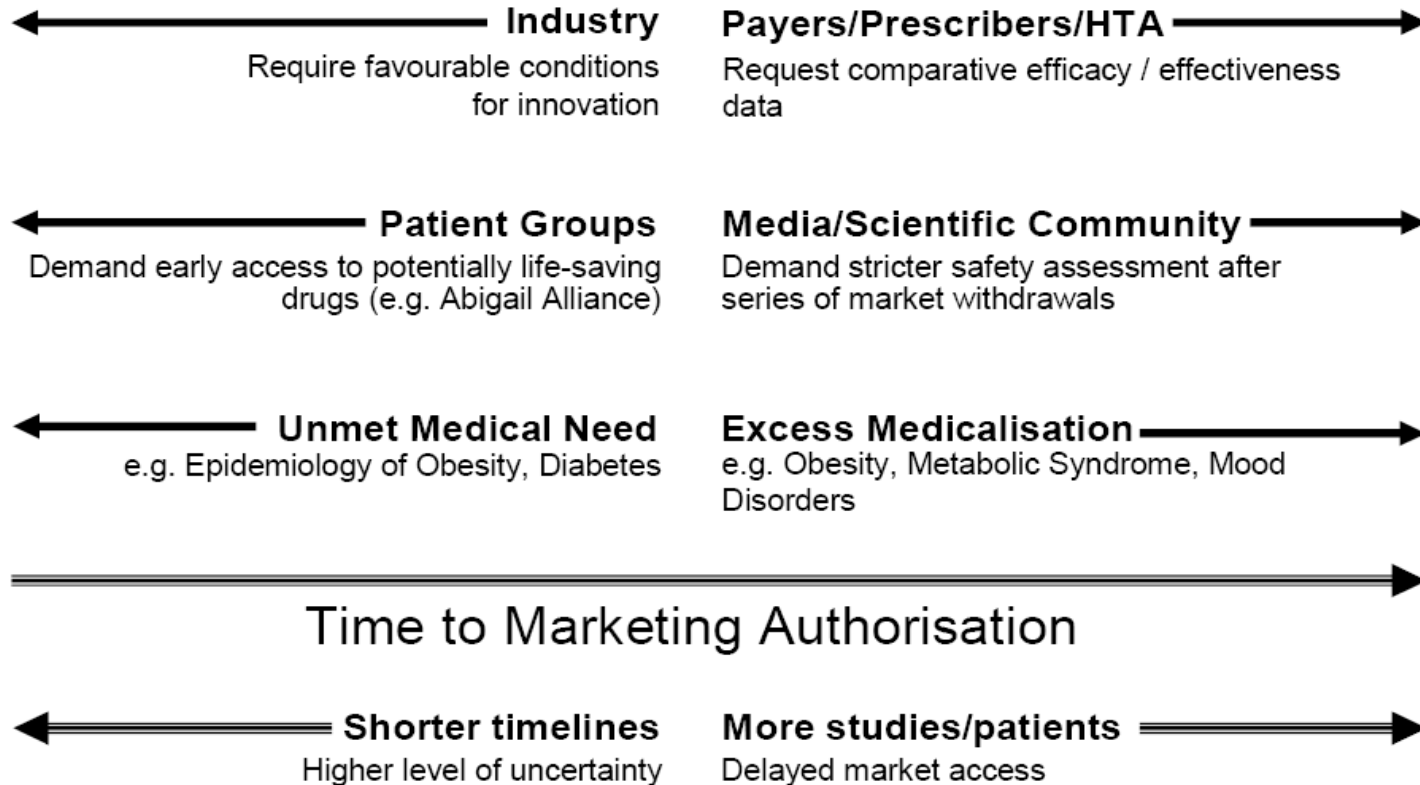 Industry
Require favourable conditions
for innovation
Payers/Prescribers/HTA
Request comparative efficacy / effectiveness
data
Patient Groups
Demand early access to potentially life-saving
drugs (e.g. Abigail Alliance)
Media/Scientific Community
Demand stricter safety assessment after
series of market withdrawals
Unmet Medical Need
e.g. Epidemiology of Obesity, Diabetes
Excess Medicalisation
e.g. Obesity, Metabolic Syndrome, Mood
Disorders
Time to Marketing Authorisation
Shorter timelines
Higher level of uncertainty
More studies/patients
Delayed market access